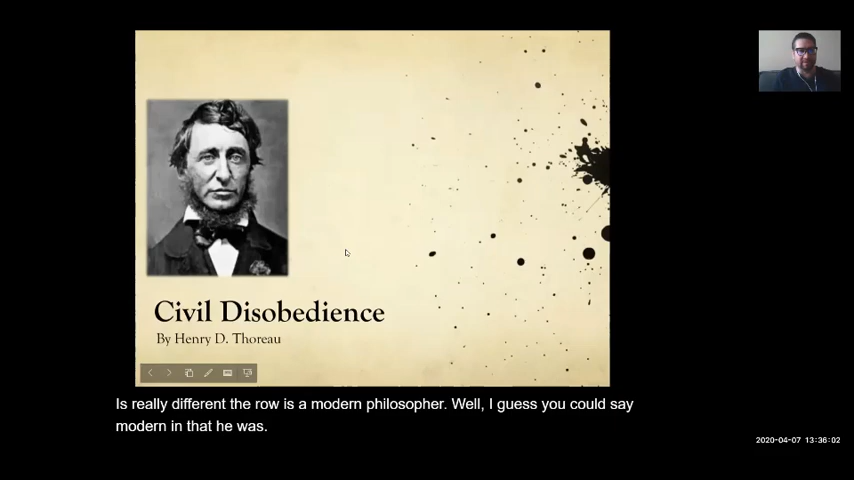 Civil Disobedience
By Henry D. Thoreau
Is really different the row is a modern philosopher. Well, I guess you could say
modern in that he was.
2020-04-07 13:36:02